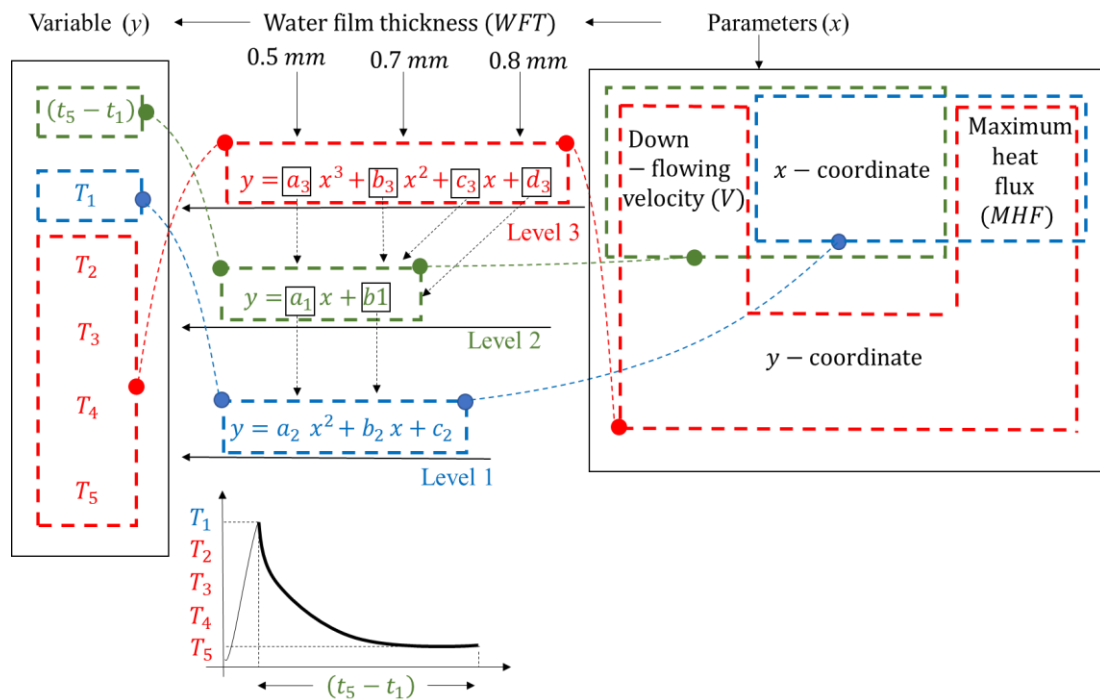 Variable (y)
Water film thickness (WFT)
Parameters (x)
0.5 mm
0.7 mm
0.8 mm
(t₅ − t₁)
T₁
T₂
T₃
T₄
T₅
y = a₃ x³ + b₃ x² + c₃ x + d₃
Level 3
y = a₁ x + b1
Level 2
y = a₂ x² + b₂ x + c₂
Level 1
Down
− flowing
velocity (V)
x − coordinate
Maximum
heat
flux
(MHF)
y − coordinate
T₁
T₂
T₃
T₄
T₅
(t₅ − t₁)